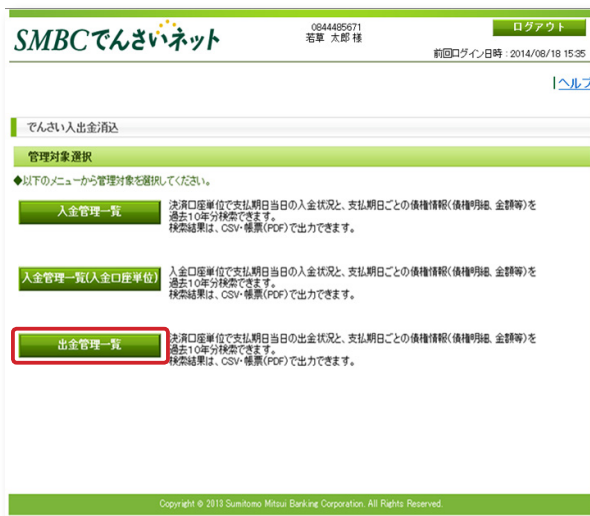 SMBCでんさいネット
0844485671
若草 太郎 様
ログアウト
前回ログイン日時：2014/08/18 15:35
|ヘルプ
でんさい入出金消込
管理対象選択
◆以下のメニューから管理対象を選択してください。
入金管理一覧
決済口座単位で支払期日当日の入金状況と、支払期日ごとの債権情報(債権明細、金額等)を
過去10年分検索できます。
検索結果は、CSV・帳票(PDF)で出力できます。
入金管理一覧(入金口座単位)
入金口座単位で支払期日当日の入金状況と、支払期日ごとの債権情報(債権明細、金額等)を
過去10年分検索できます。
検索結果は、CSV・帳票(PDF)で出力できます。
出金管理一覧
決済口座単位で支払期日当日の出金状況と、支払期日ごとの債権情報(債権明細、金額等)を
過去10年分検索できます。
検索結果は、CSV・帳票(PDF)で出力できます。
Copyright © 2013 Sumitomo Mitsui Banking Corporation. All Rights Reserved.